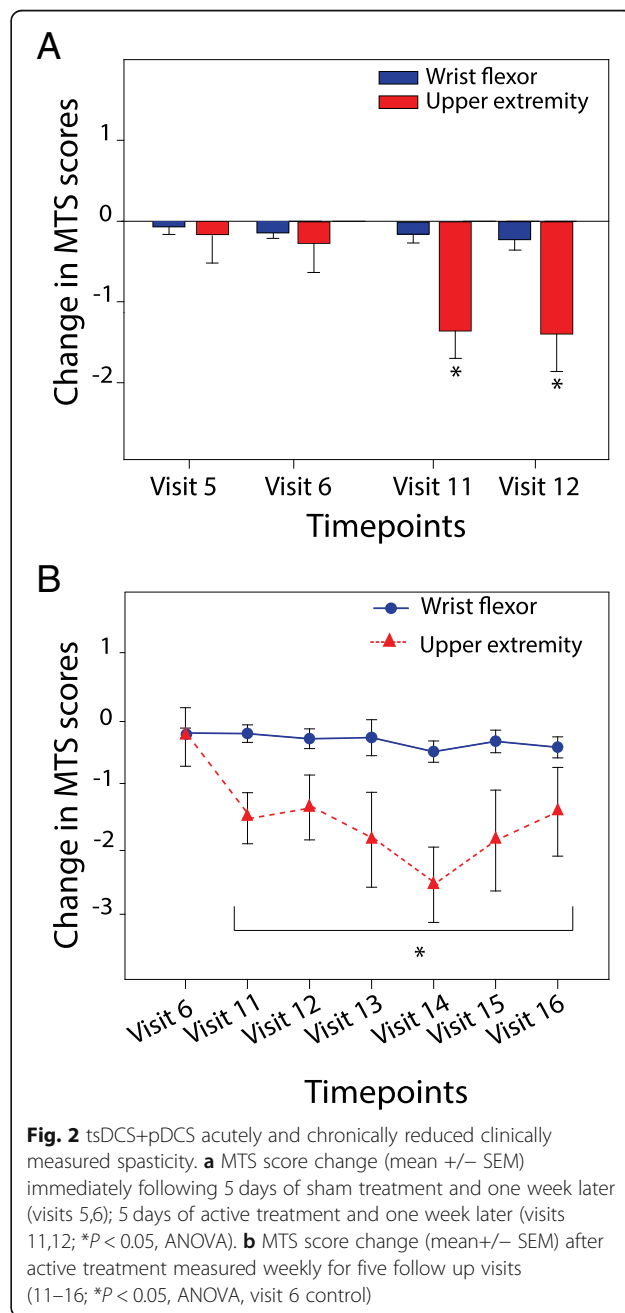 A
Wrist flexor
Upper extremity
1
0
-1
-2
Change in MTS scores
Visit 5 Visit 6 Visit 11 Visit 12
* *
Timepoints
B
Wrist flexor
Upper extremity
1
0
-1
-2
-3
Change in MTS scores
*
Visit 6 Visit 11 Visit 12 Visit 13 Visit 14 Visit 15 Visit 16
Timepoints
Fig. 2 tsDCS+pDCS acutely and chronically reduced clinically
measured spasticity. a MTS score change (mean +/− SEM)
immediately following 5 days of sham treatment and one week later
(visits 5,6); 5 days of active treatment and one week later (visits
11,12; *P < 0.05, ANOVA). b MTS score change (mean+/− SEM) after
active treatment measured weekly for five follow up visits
(11–16; *P < 0.05, ANOVA, visit 6 control)